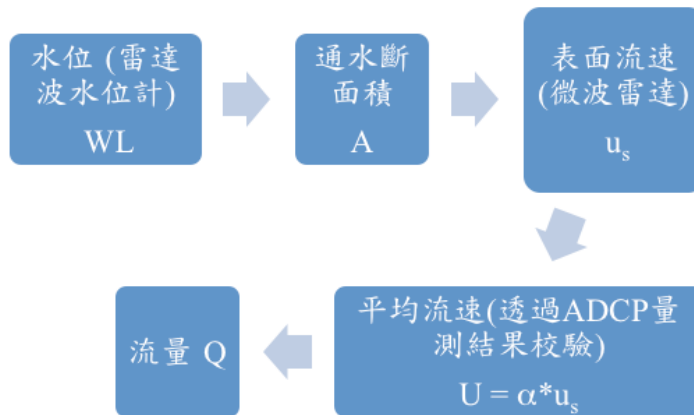 水位 (雷達
波水位計)
WL
通水斷
面積
A
表面流速
(微波雷達)
uₛ
平均流速(透過ADCP量
測結果校驗)
U = α*uₛ
流量 Q